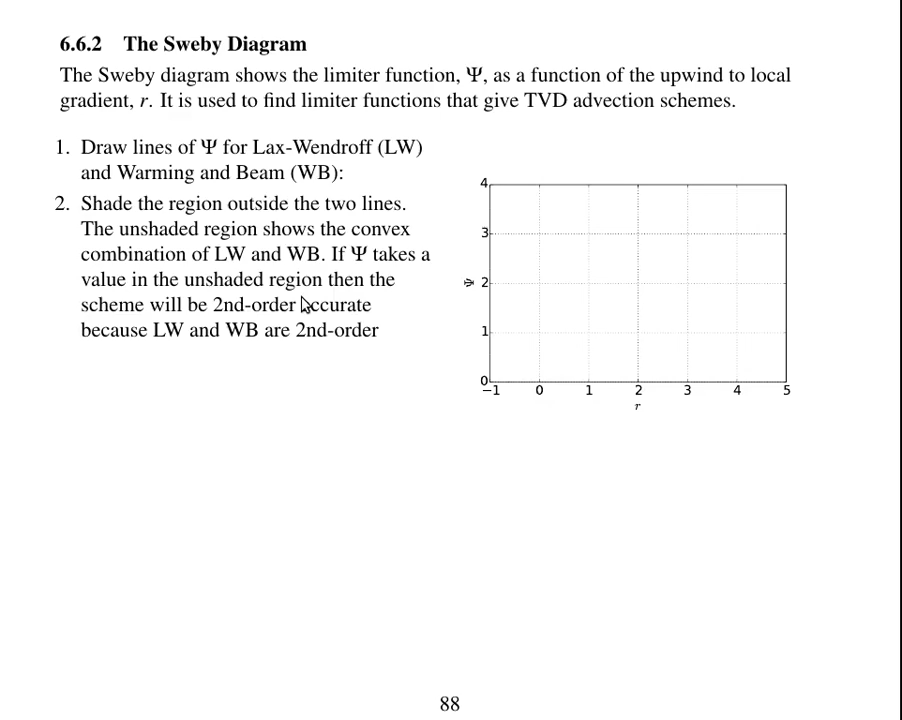 6.6.2 The Sweby Diagram
The Sweby diagram shows the limiter function, Ψ, as a function of the upwind to local
gradient, r. It is used to find limiter functions that give TVD advection schemes.
1. Draw lines of Ψ for Lax-Wendroff (LW)
and Warming and Beam (WB):
2. Shade the region outside the two lines.
The unshaded region shows the convex
combination of LW and WB. If Ψ takes a
value in the unshaded region then the
scheme will be 2nd-order accurate
because LW and WB are 2nd-order
4
3
Ψ 2
1
0
−1 0 1 2 3 4 5
r
88